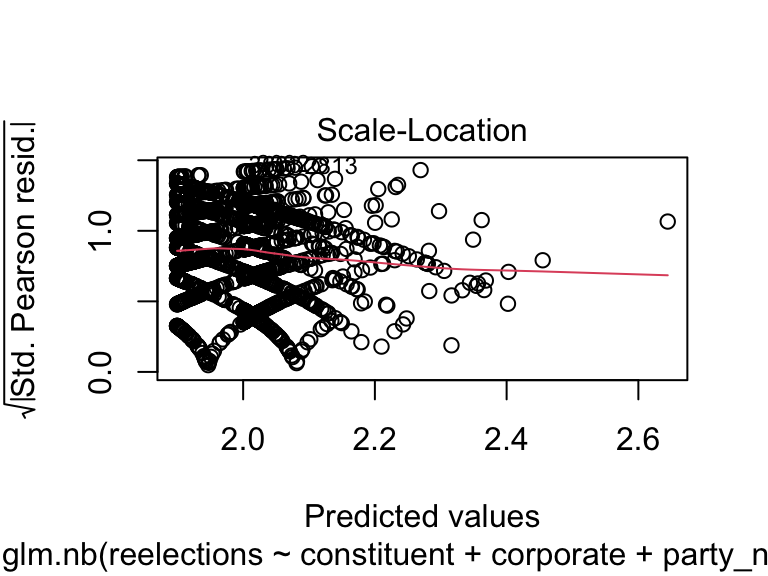 Scale-Location
√|Std. Pearson resid.|
0.0
1.0
2.0
2.2
2.4
2.6
Predicted values
glm.nb(reelections ~ constituent + corporate + party_n